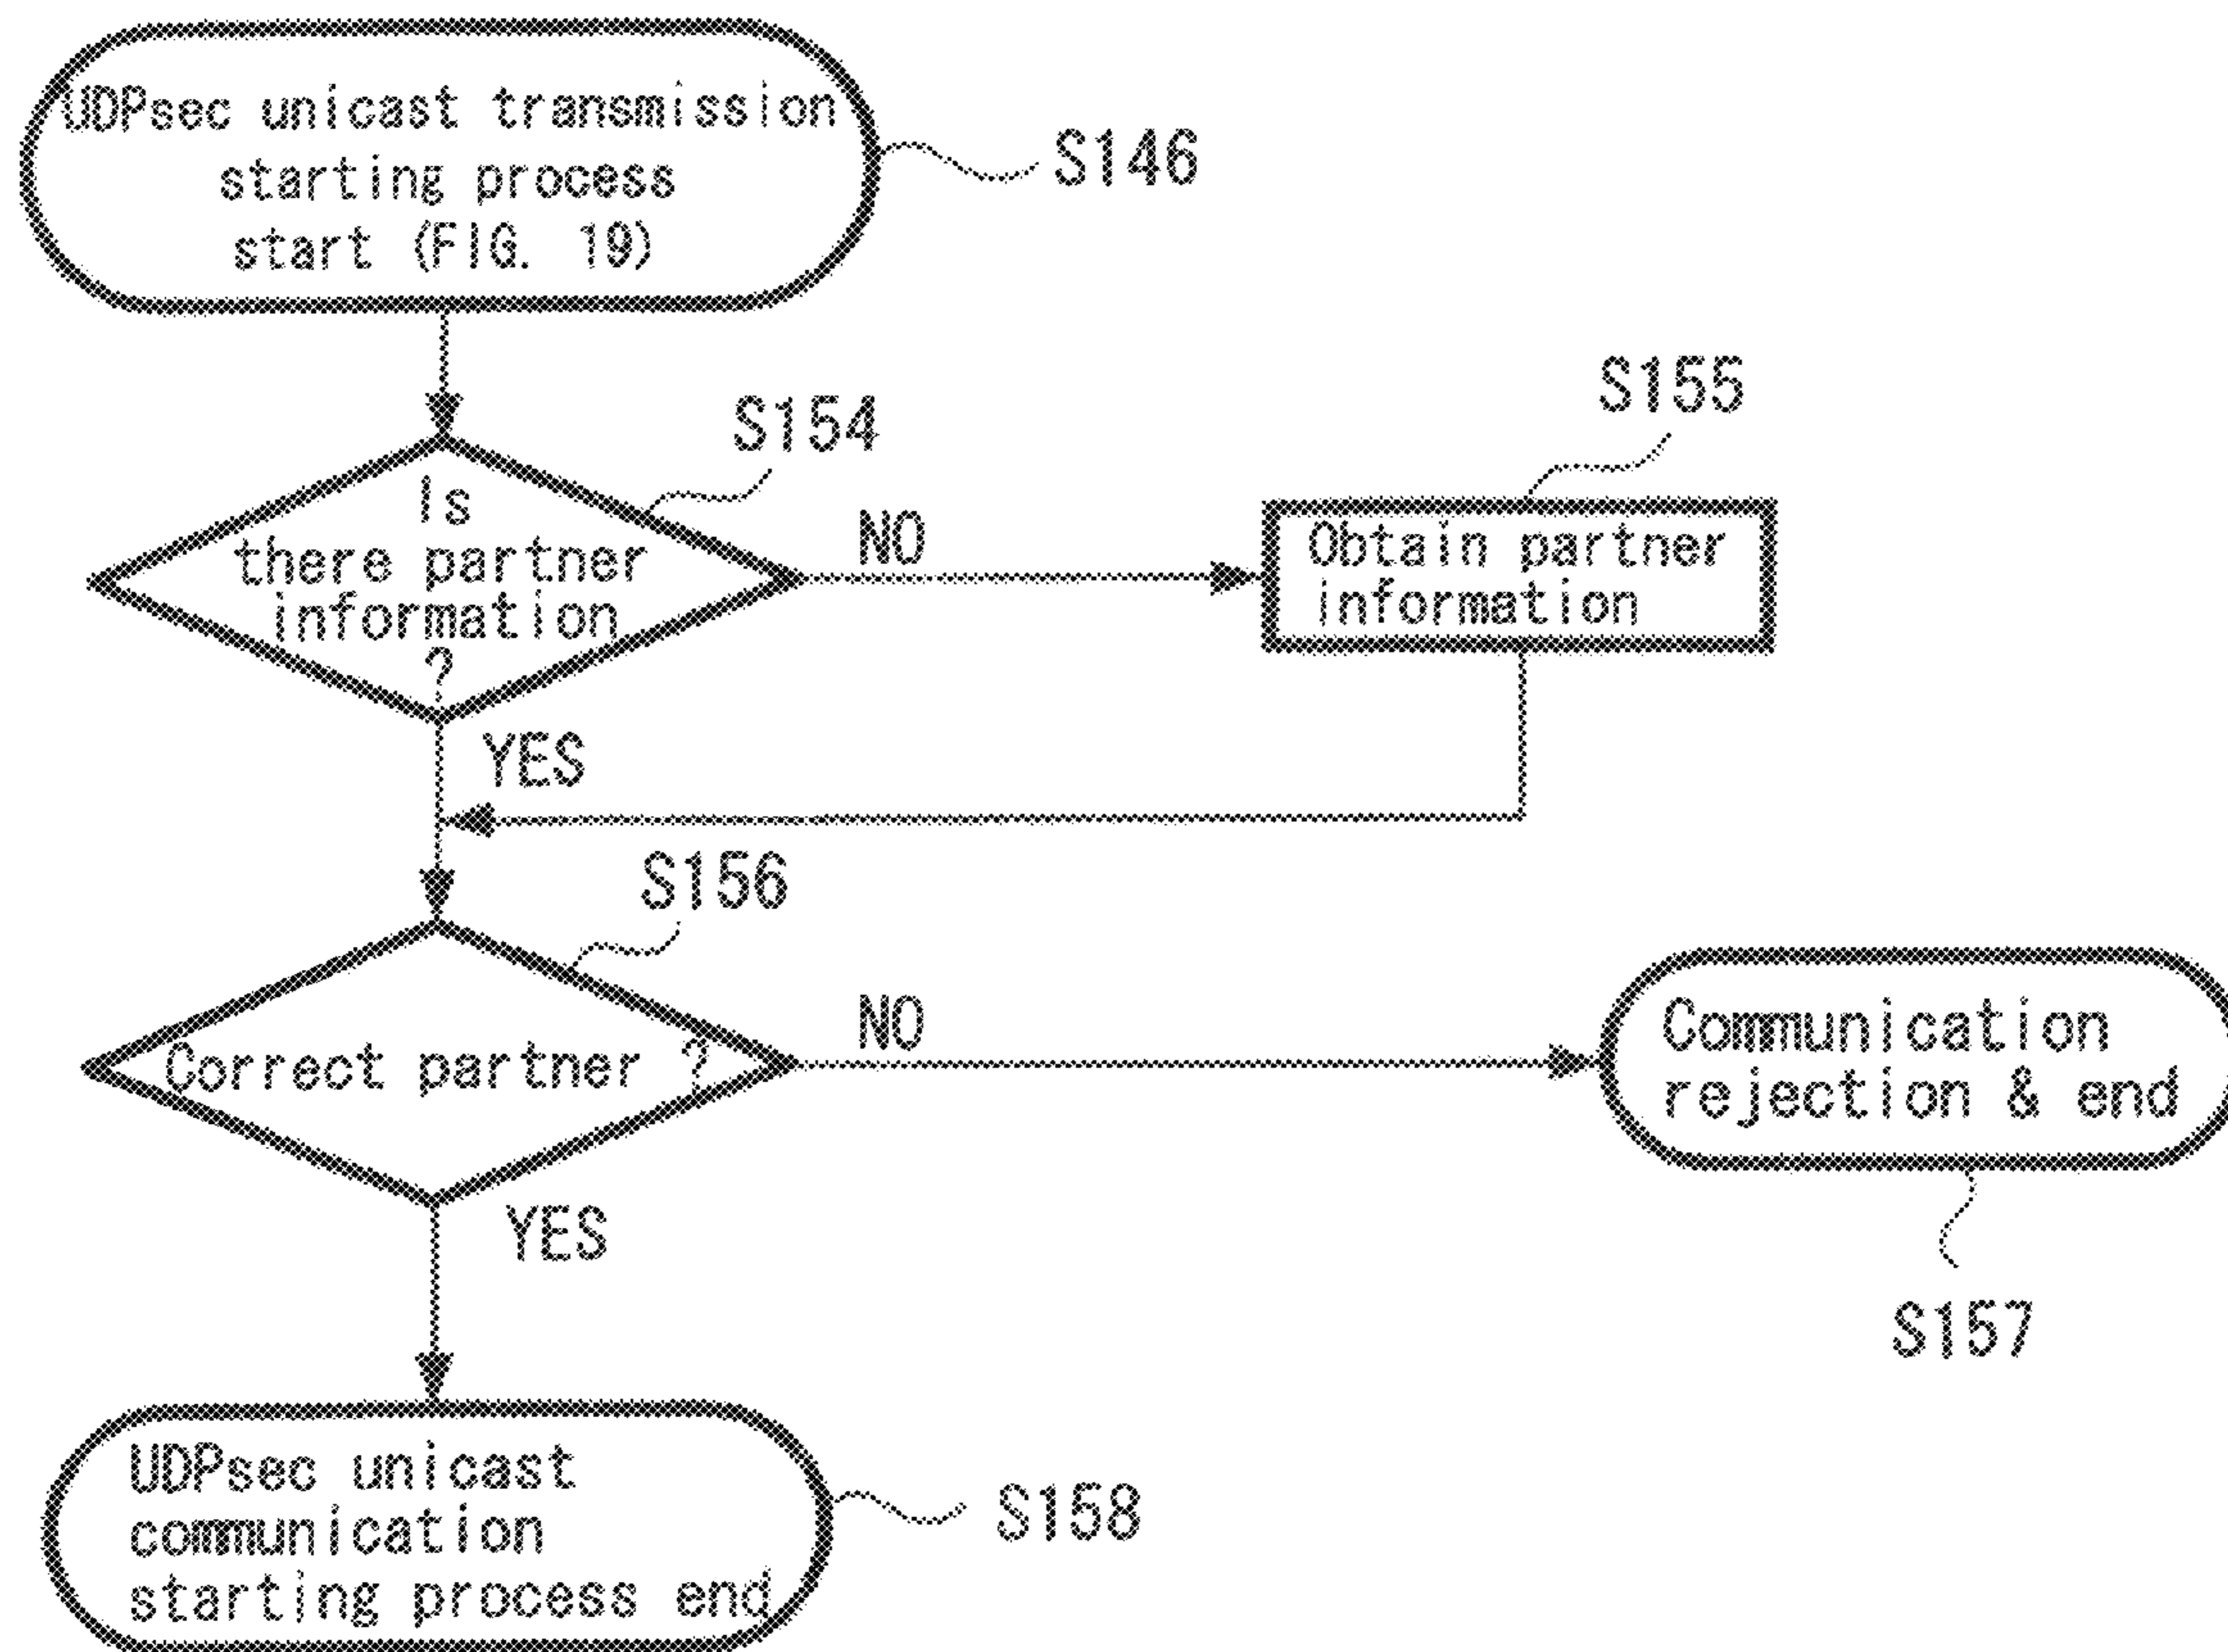 UDPsec unicast transmission
starting process
start (FIG. 19)
S146
S154
S155
Is
there partner
information
?
NO
Obtain partner
information
YES
S156
Correct partner ?
NO
Communication
rejection & end
YES
S157
UDPsec unicast
communication
starting process end
S158